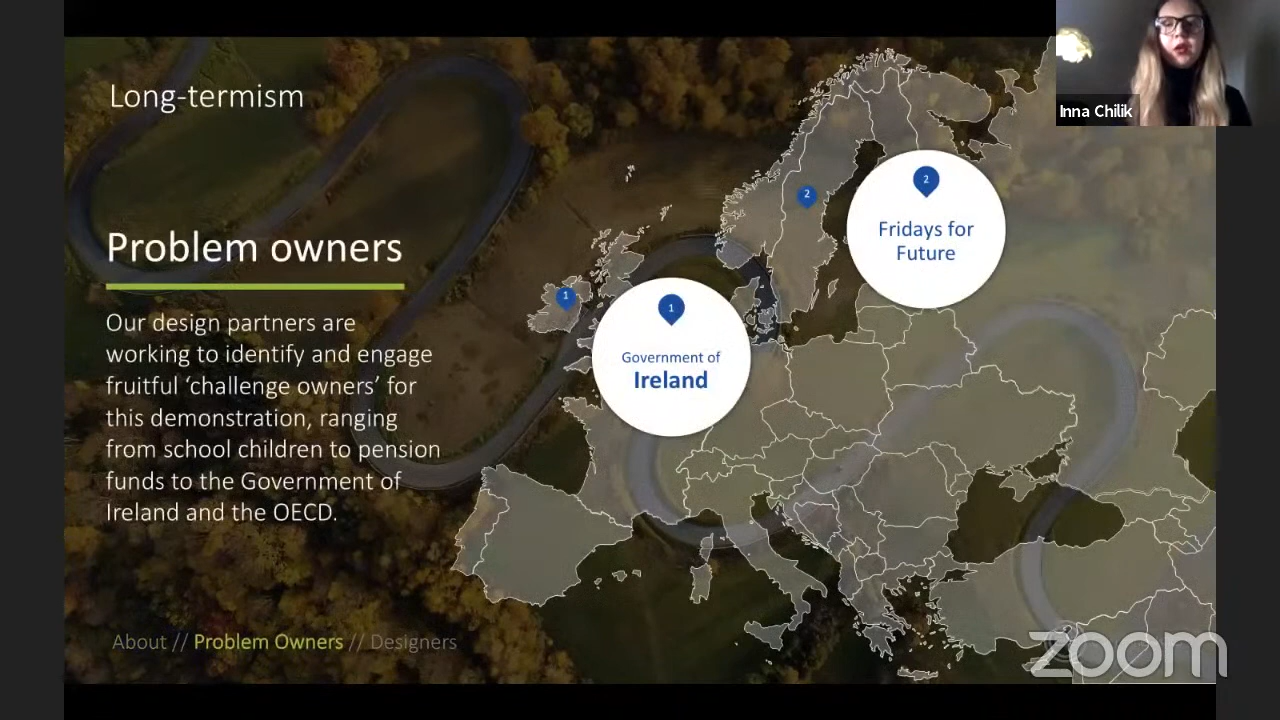 Long-termism
Inna Chilik
Problem owners
Our design partners are
working to identify and engage
fruitful ‘challenge owners’ for
this demonstration, ranging
from school children to pension
funds to the Government of
Ireland and the OECD.
2
2
Fridays for
Future
1
1
Government of
Ireland
About // Problem Owners // Designers
zoom